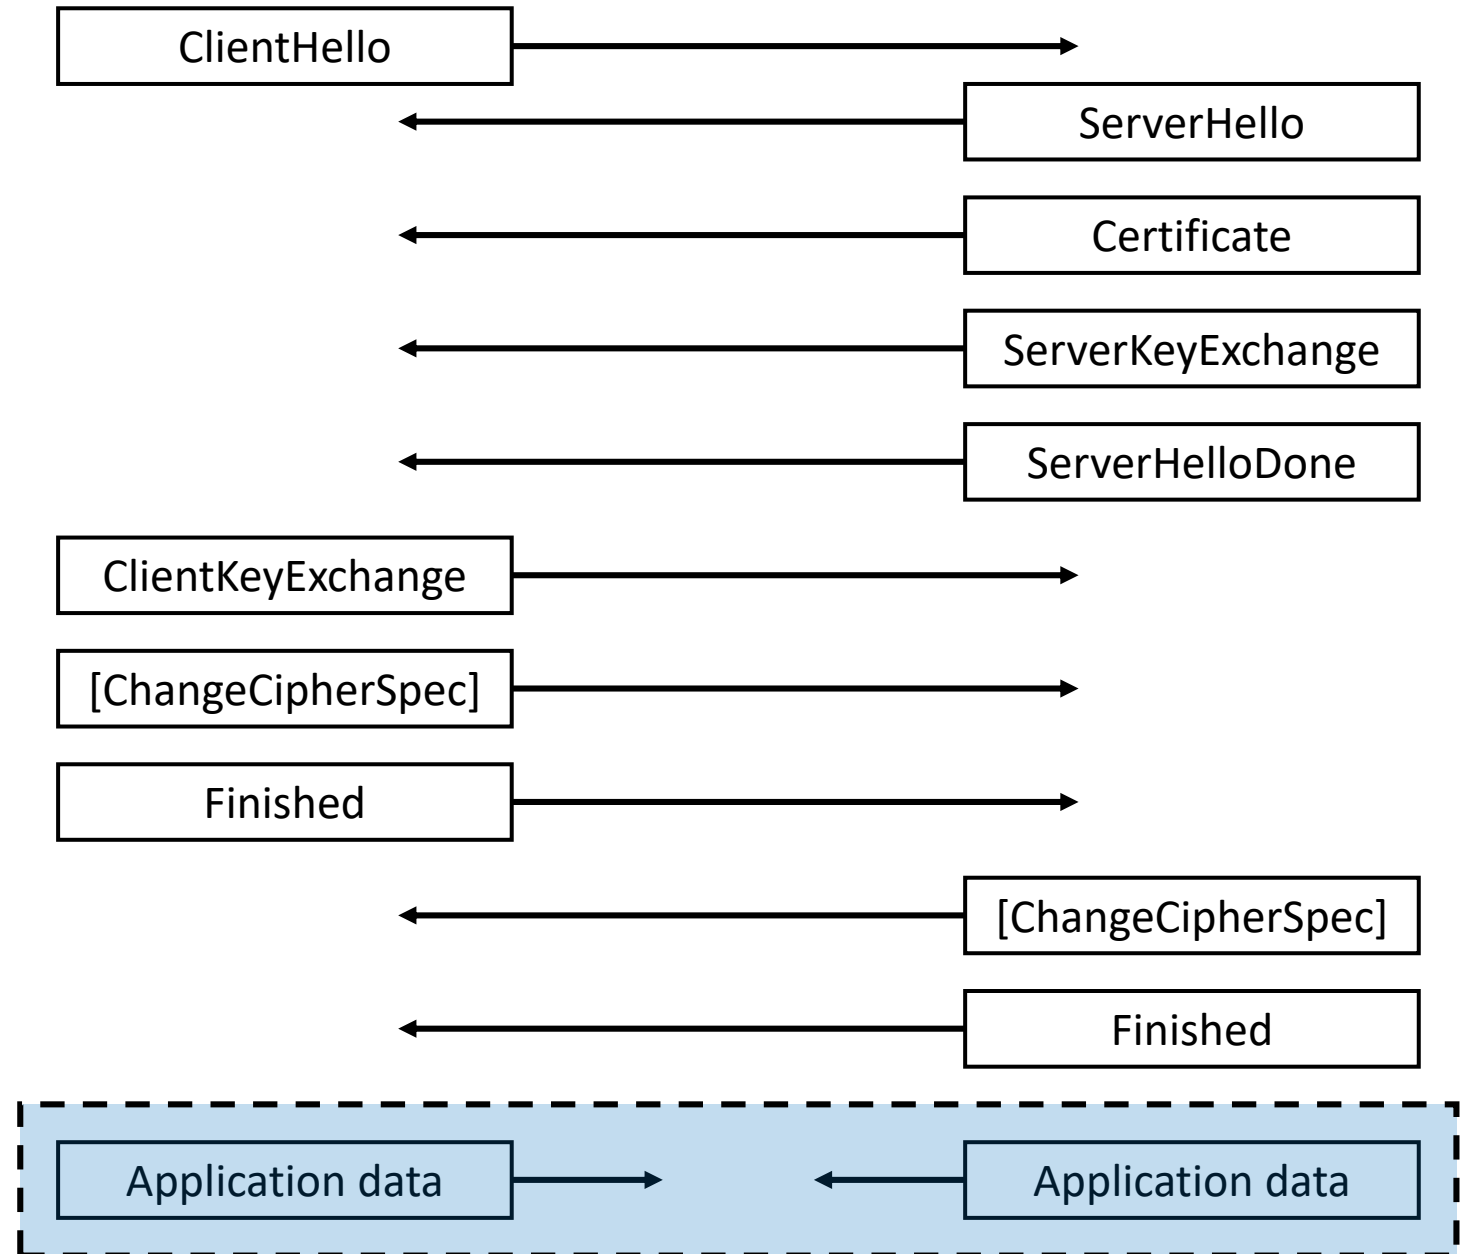 ClientHello
ServerHello
Certificate
ServerKeyExchange
ServerHelloDone
ClientKeyExchange
[ChangeCipherSpec]
Finished
[ChangeCipherSpec]
Finished
Application data
Application data